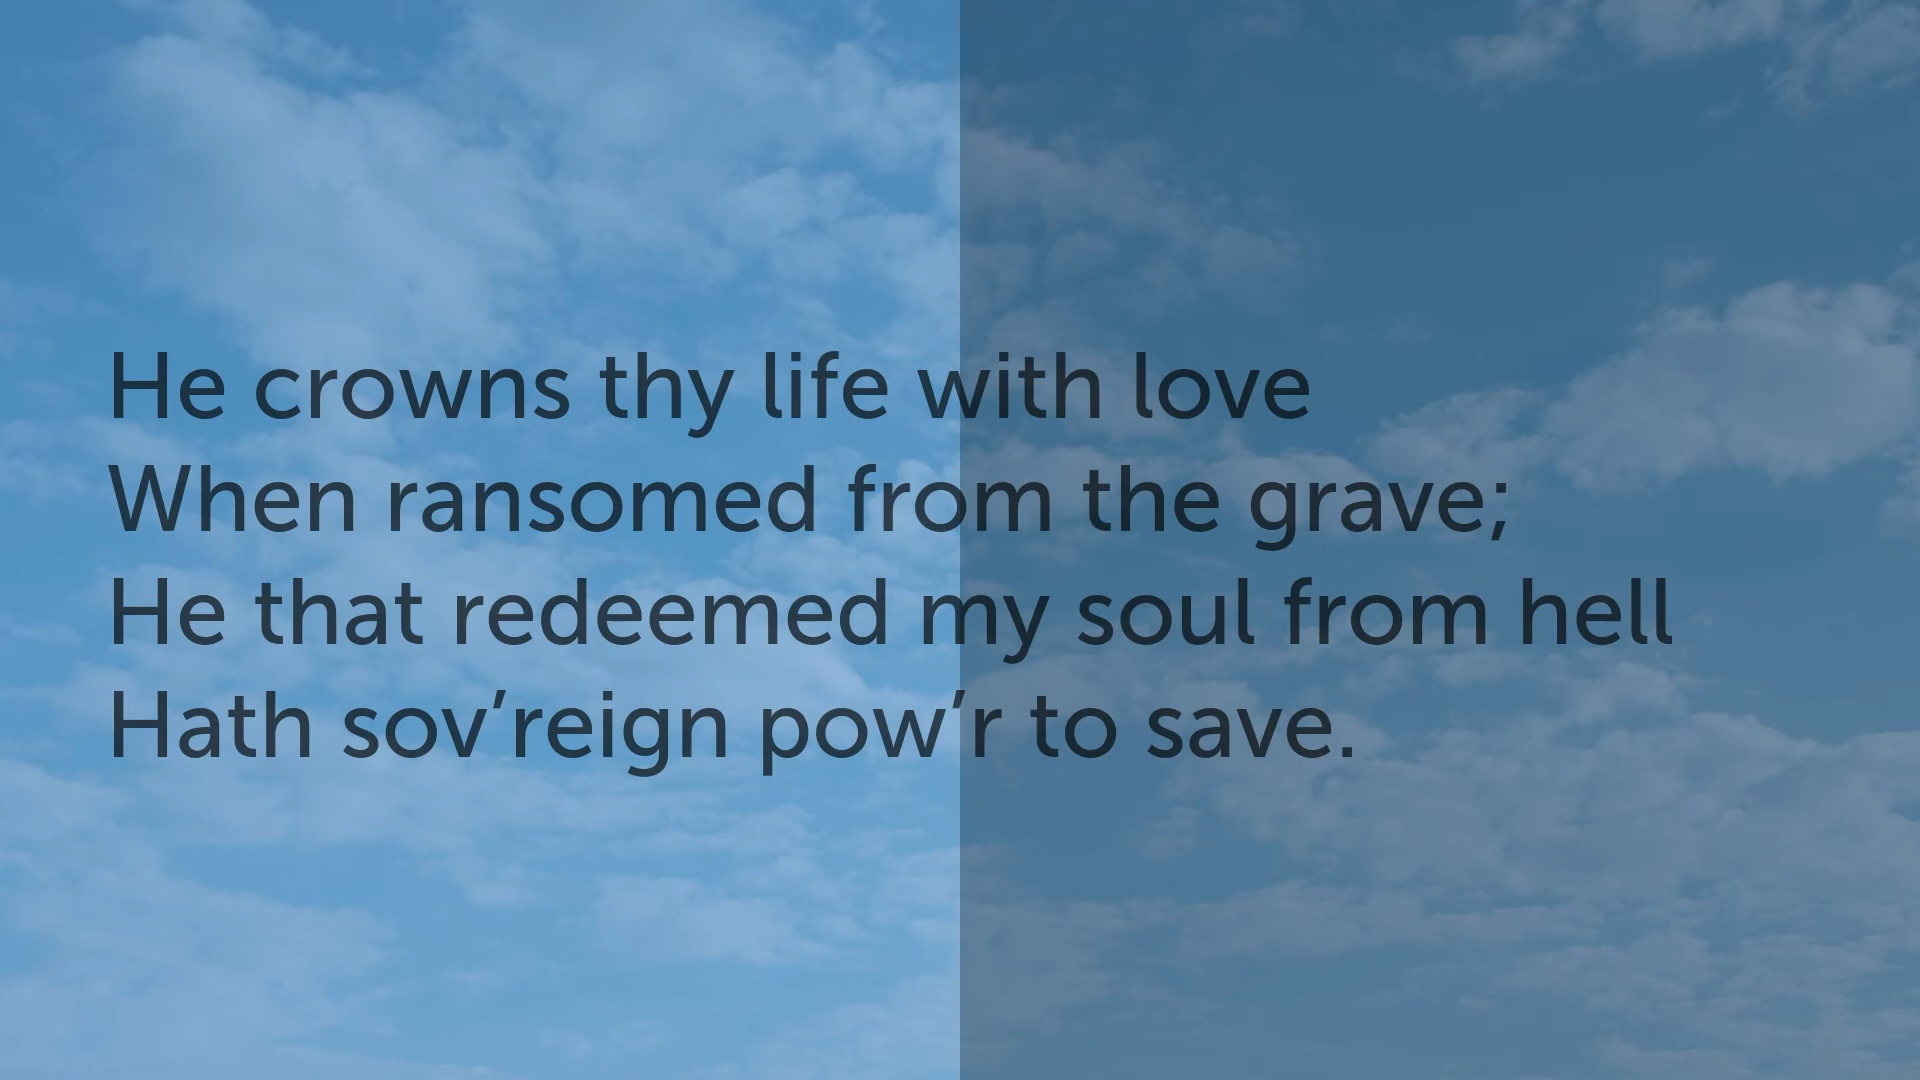 He crowns thy life with love
When ransomed from the grave;
He that redeemed my soul from hell
Hath sov’reign pow’r to save.